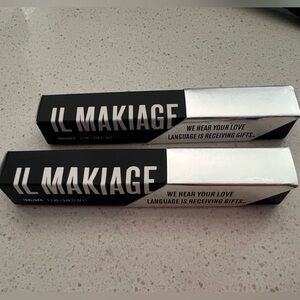 IL MAKIAGE
WE HEAR YOUR LOVE
LANGUAGE IS RECEIVING GIFTS..
IL MAKIAGE
WE HEAR YOUR LOVE
LANGUAGE IS RECEIVING GIFTS..
INKLINER